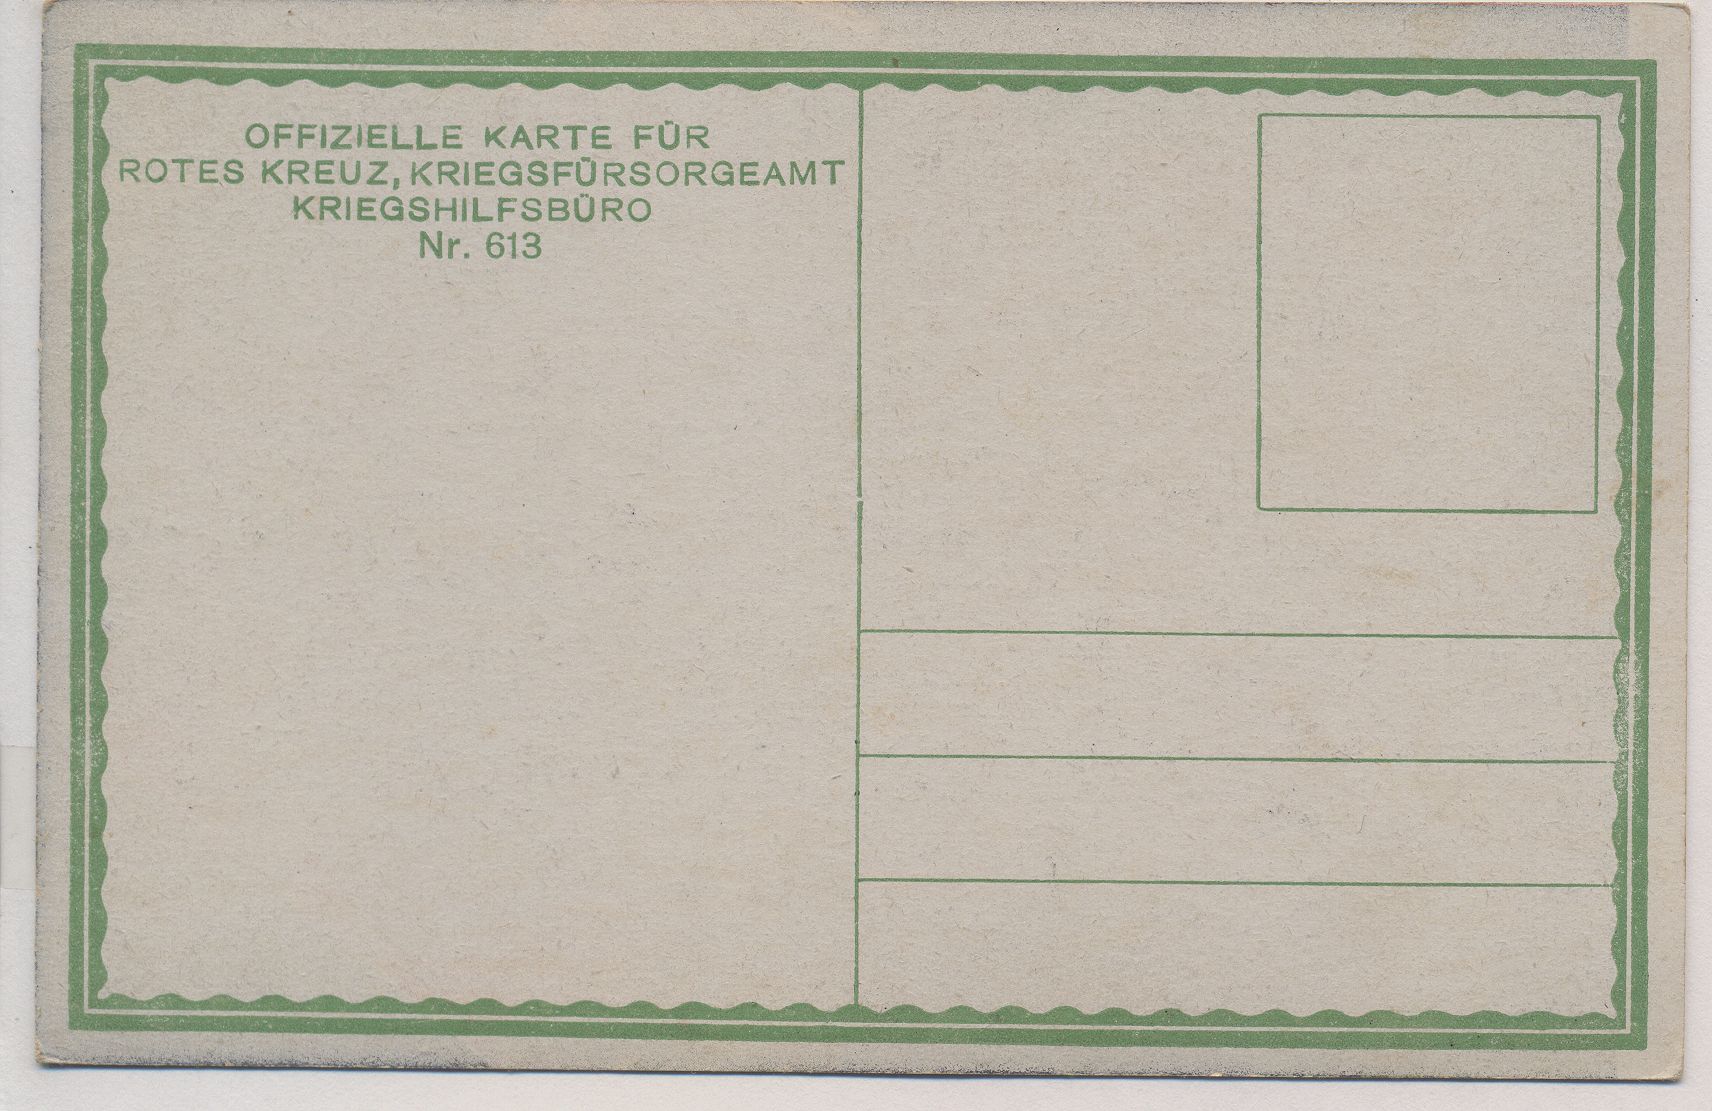 OFFIZIELLE KARTE FÜR
ROTES KREUZ, KRIEGSFÜRSORGEAMT
KRIEGSHILFSBÜRO
Nr. 613